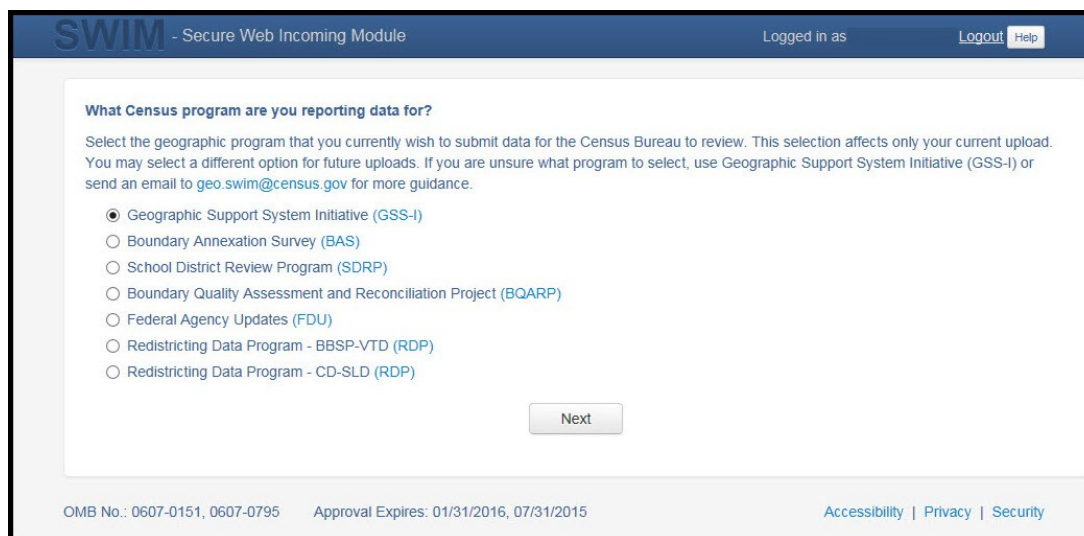 SWIM - Secure Web Incoming Module Logged in as Logout Help
What Census program are you reporting data for?
Select the geographic program that you currently wish to submit data for the Census Bureau to review. This selection affects only your current upload.
You may select a different option for future uploads. If you are unsure what program to select, use Geographic Support System Initiative (GSS-I) or
send an email to geo.swim@census.gov for more guidance.
Geographic Support System Initiative (GSS-I)
Boundary Annexation Survey (BAS)
School District Review Program (SDRP)
Boundary Quality Assessment and Reconciliation Project (BQARP)
Federal Agency Updates (FDU)
Redistricting Data Program - BBSP-VTD (RDP)
Redistricting Data Program - CD-SLD (RDP)
Next
OMB No.: 0607-0151, 0607-0795 Approval Expires: 01/31/2016, 07/31/2015 Accessibility | Privacy | Security